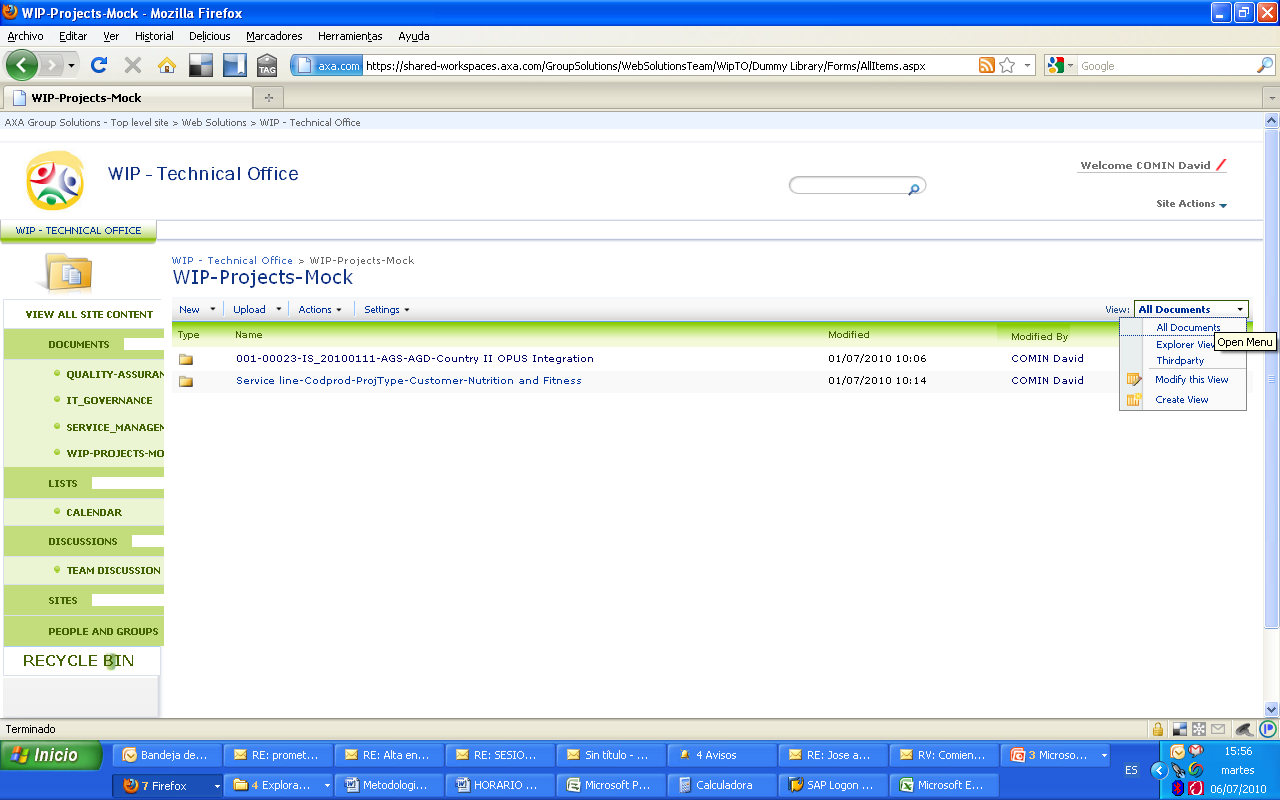 WIP-Projects-Mock - Mozilla Firefox
Archivo Editar Ver Historial Delicious Marcadores Herramientas Ayuda
TAG axa.com https://shared-workspaces.axa.com/GroupSolutions/WebSolutionsTeam/WipTO/Dummy Library/Forms/AllItems.aspx Google
WIP-Projects-Mock
AXA Group Solutions - Top level site > Web Solutions > WIP - Technical Office
WIP - Technical Office
Welcome COMIN David
Site Actions
WIP - TECHNICAL OFFICE
WIP - Technical Office > WIP-Projects-Mock
WIP-Projects-Mock
New Upload Actions Settings View: All Documents
Type Name Modified Modified By
001-00023-IS_20100111-AGS-AGD-Country II OPUS Integration 01/07/2010 10:06 COMIN David
Service line-Codprod-ProjType-Customer-Nutrition and Fitness 01/07/2010 10:14 COMIN David
All Documents
Explorer View
Open Menu
Thirdparty
Modify this View
Create View
VIEW ALL SITE CONTENT
DOCUMENTS
QUALITY-ASSURAN
IT_GOVERNANCE
SERVICE_MANAGEM
WIP-PROJECTS-MO
LISTS
CALENDAR
DISCUSSIONS
TEAM DISCUSSION
SITES
PEOPLE AND GROUPS
RECYCLE BIN
Terminado
Inicio Bandeja de... RE: promet... RE: Alta en... RE: SESIO... Sin título - ... 4 Avisos RE: Jose a... RV: Comien... 3 Microso... 15:56
ES martes
7 Firefox 4 Explora... Metodologi... HORARIO ... Microsoft P... Calculadora SAP Logon ... Microsoft E... 06/07/2010